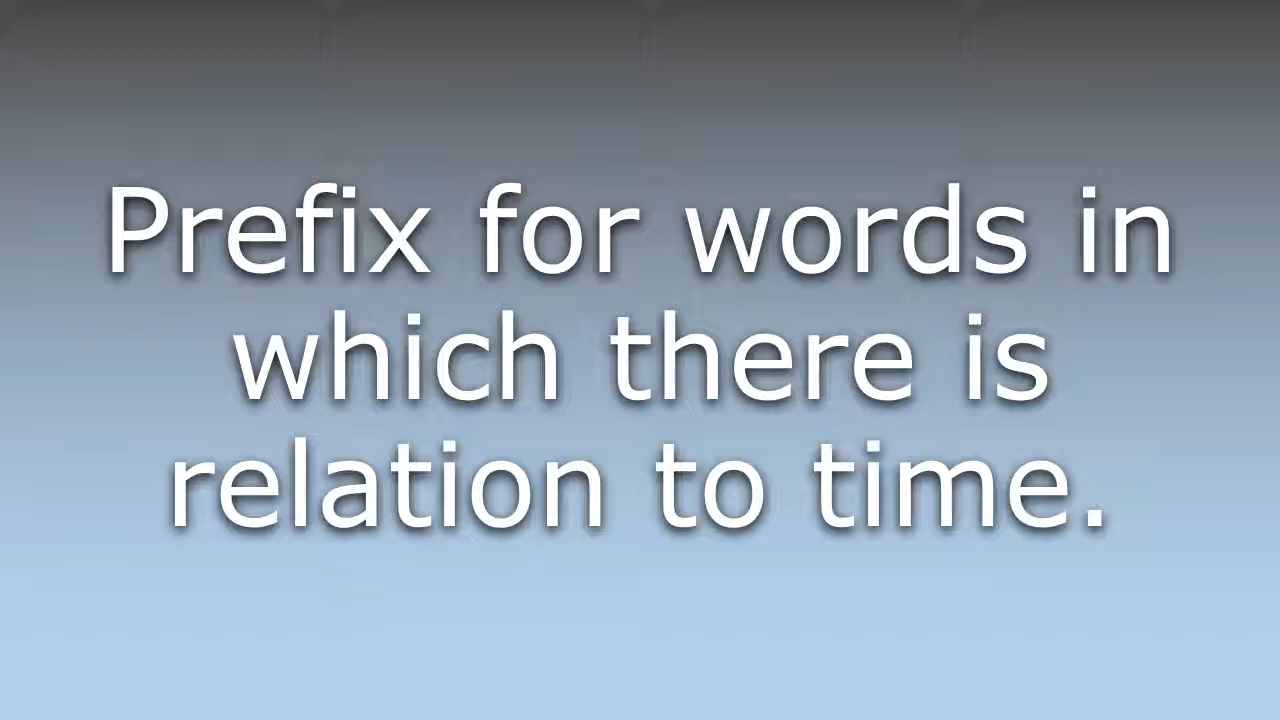 Prefix for words in
which there is
relation to time.